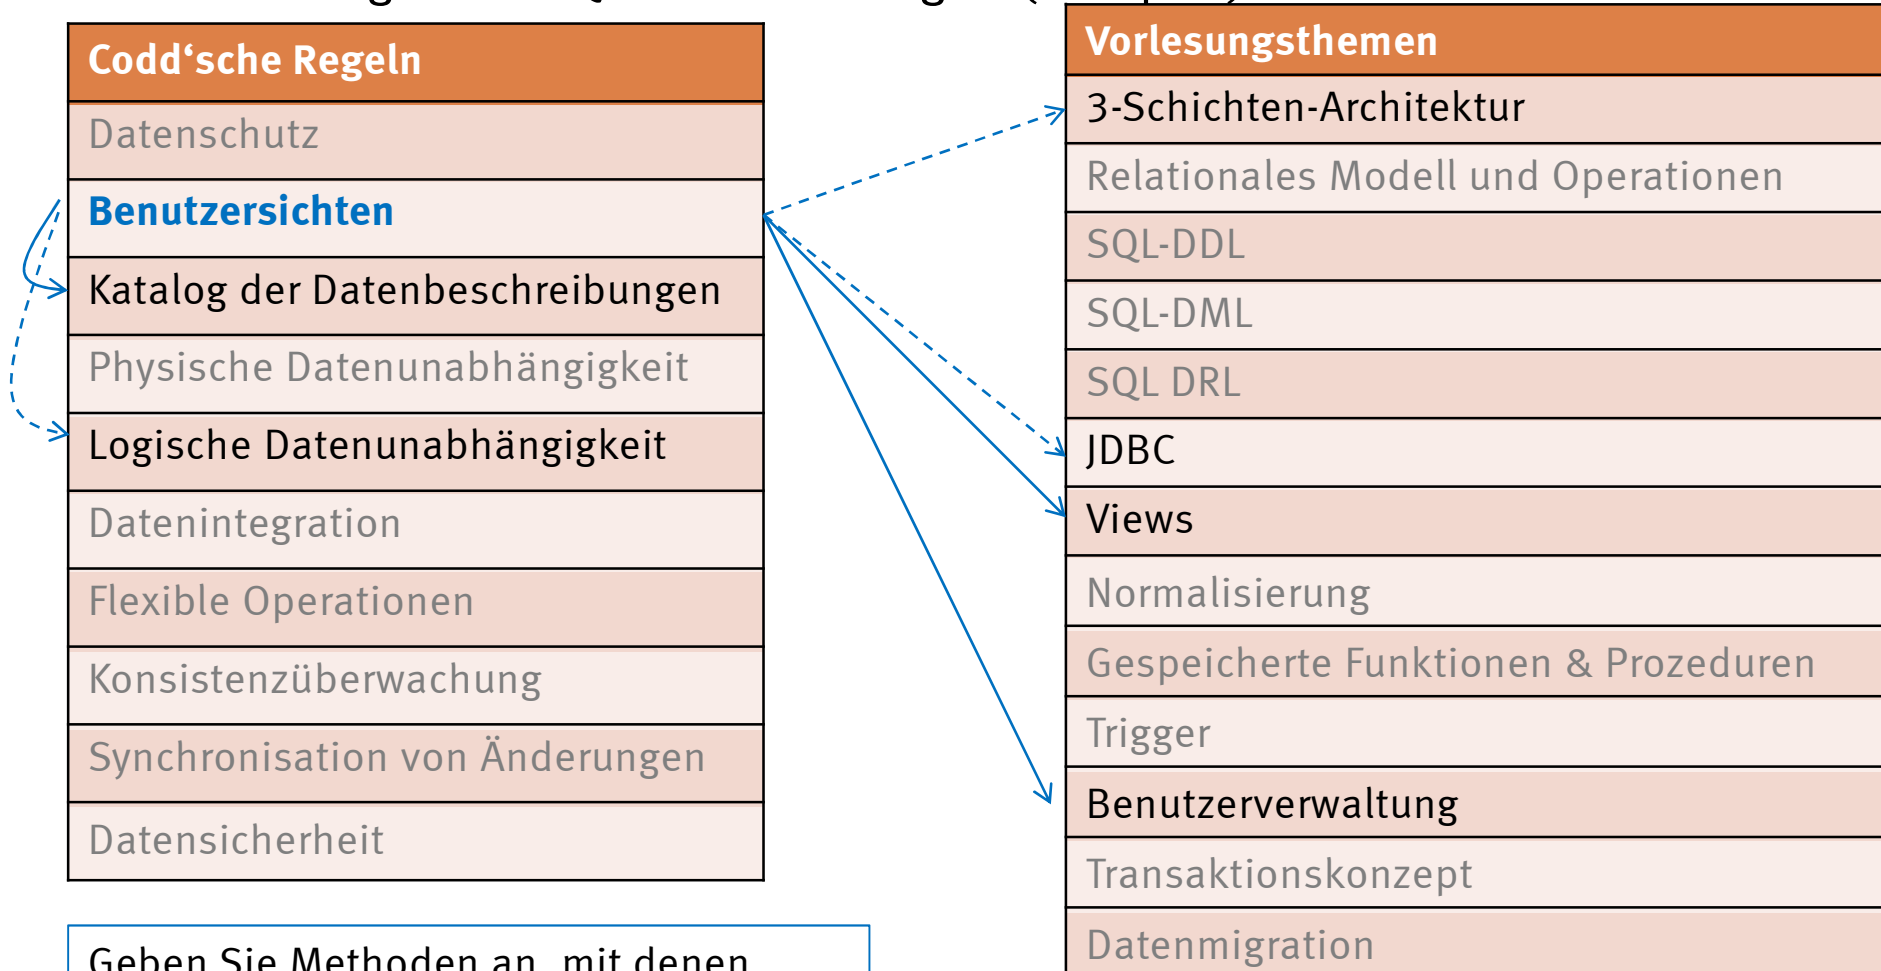 Codd‘sche Regeln
Datenschutz
Benutzersichten
Katalog der Datenbeschreibungen
Physische Datenunabhängigkeit
Logische Datenunabhängigkeit
Datenintegration
Flexible Operationen
Konsistenzüberwachung
Synchronisation von Änderungen
Datensicherheit
Geben Sie Methoden an, mit denen
Vorlesungsthemen
3-Schichten-Architektur
Relationales Modell und Operationen
SQL-DDL
SQL-DML
SQL DRL
JDBC
Views
Normalisierung
Gespeicherte Funktionen & Prozeduren
Trigger
Benutzerverwaltung
Transaktionskonzept
Datenmigration